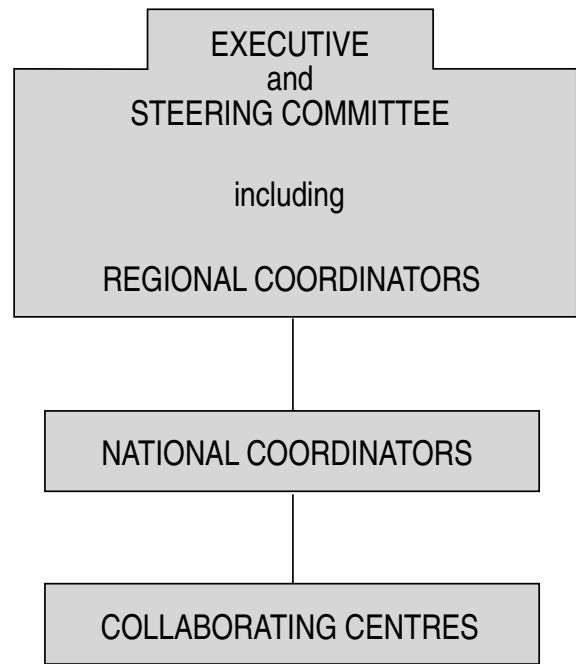 EXECUTIVE
and
STEERING COMMITTEE
including
REGIONAL COORDINATORS
NATIONAL COORDINATORS
COLLABORATING CENTRES